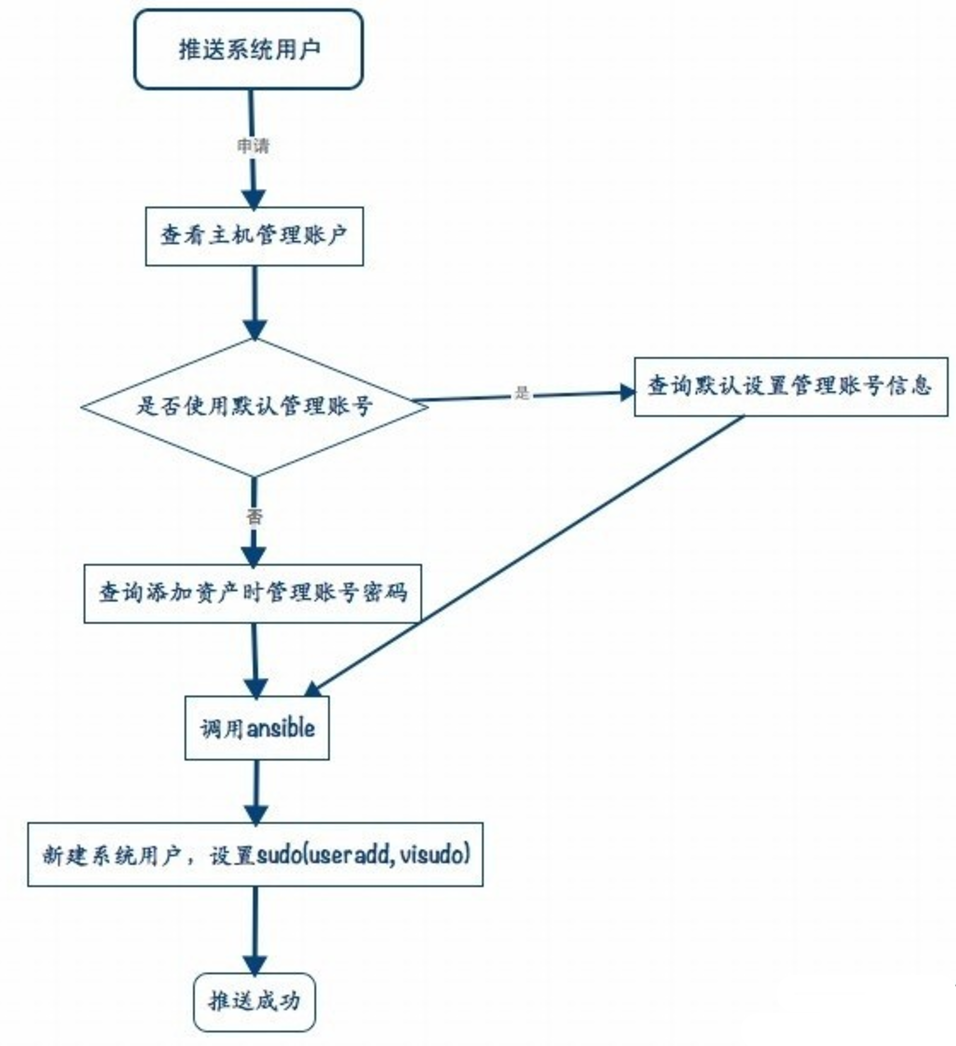 推送系统用户
申请
查看主机管理账户
是否使用默认管理账号
是
查询默认设置管理账号信息
否
查询添加资产时管理账号密码
调用ansible
新建系统用户，设置sudo(useradd, visudo)
推送成功